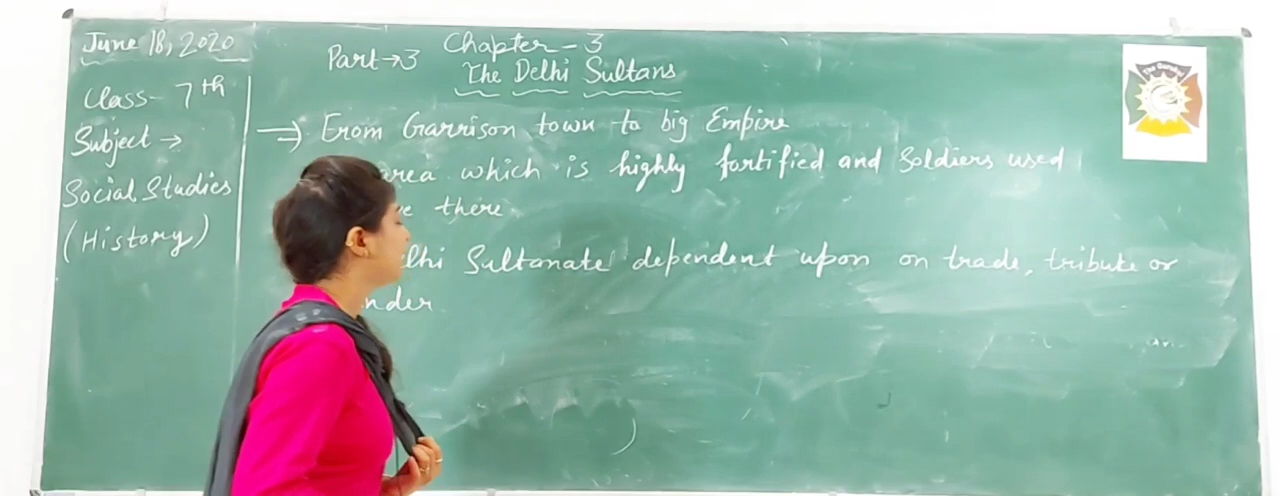 June 18, 2020
Class- 7th
Subject →
Social Studies
(History)
Part→3 Chapter - 3
The Delhi Sultans
⇒ From Garrison town to big Empire
area which is highly fortified and Soldiers used
there
Sultanate dependent upon on trade, tribute or